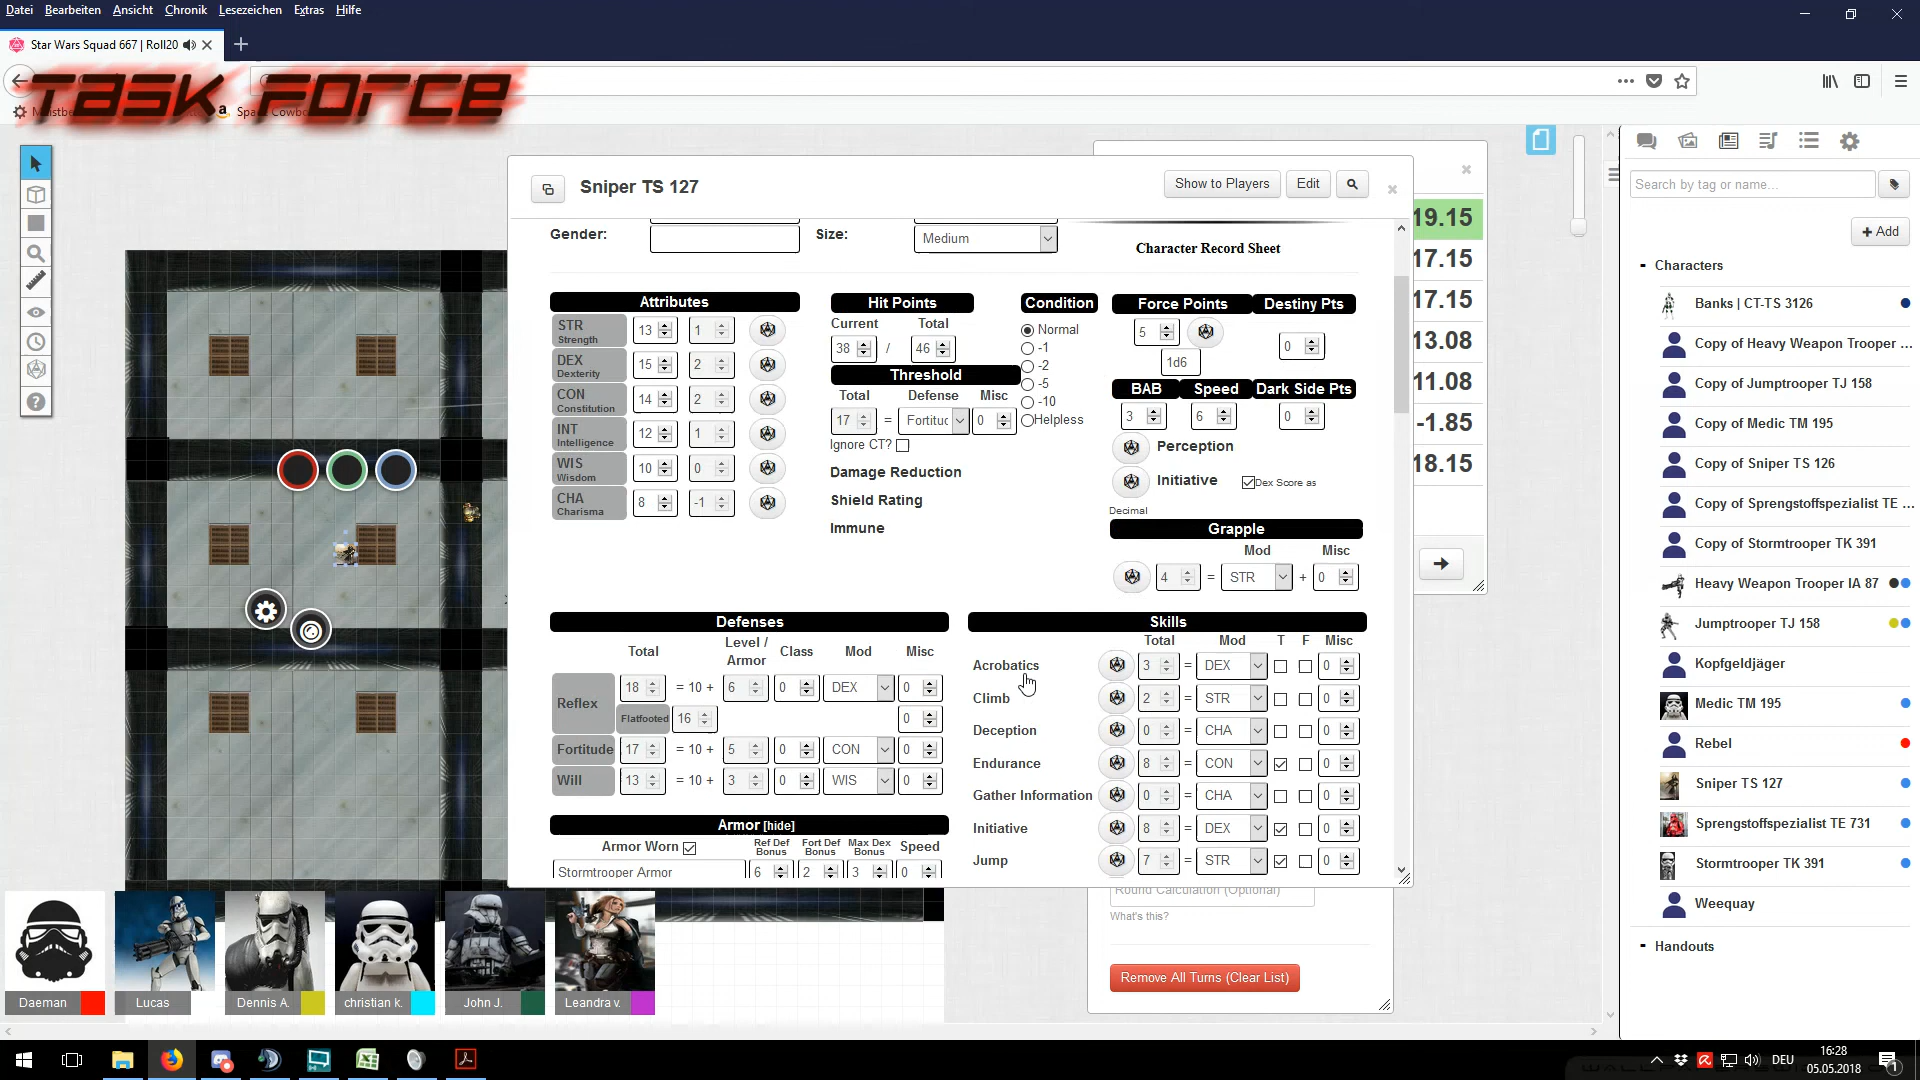 Datei Bearbeiten Ansicht Chronik Lesezeichen Extras Hilfe
Star Wars Squad 667 | Roll20
TASK FORCE
a Space Cowbo
Sniper TS 127
Show to Players Edit
Gender: Size: Medium
Character Record Sheet
Attributes
STR Strength 13 1
DEX Dexterity 15 2
CON Constitution 14 2
INT Intelligence 12 1
WIS Wisdom 10 0
CHA Charisma 8 -1
Hit Points
Current Total
38 / 46
Threshold
Total Defense Misc
17 = Fortituc 0
Ignore CT?
Damage Reduction
Shield Rating
Immune
Condition
Normal
-1
-2
-5
-10
Helpless
Force Points Destiny Pts
5 0
1d6
BAB Speed Dark Side Pts
3 6 0
Perception
Initiative Dex Score as
Decimal
Grapple
Mod Misc
4 = STR + 0
Defenses
Total Level / Armor Class Mod Misc
Reflex 18 = 10 + 6 0 DEX 0
Flatfooted 16 0
Fortitude 17 = 10 + 5 0 CON 0
Will 13 = 10 + 3 0 WIS 0
Armor [hide]
Armor Worn Ref Def Bonus Fort Def Bonus Max Dex Bonus Speed
Stormtrooper Armor 6 2 3 0
Skills
Total Mod T F Misc
Acrobatics 3 = DEX 0
Climb 2 = STR 0
Deception 0 = CHA 0
Endurance 8 = CON 0
Gather Information 0 = CHA 0
Initiative 8 = DEX 0
Jump 7 = STR 0
19.15
17.15
17.15
13.08
11.08
-1.85
18.15
Round Calculation (Optional)
What's this?
Remove All Turns (Clear List)
Search by tag or name...
+ Add
- Characters
Banks | CT-TS 3126
Copy of Heavy Weapon Trooper ...
Copy of Jumptrooper TJ 158
Copy of Medic TM 195
Copy of Sniper TS 126
Copy of Sprengstoffspezialist TE ...
Copy of Stormtrooper TK 391
Heavy Weapon Trooper IA 87
Jumptrooper TJ 158
Kopfgeldjäger
Medic TM 195
Rebel
Sniper TS 127
Sprengstoffspezialist TE 731
Stormtrooper TK 391
Weequay
- Handouts
Daeman Lucas Dennis A. christian k. John J. Leandra v.
DEU
16:28
05.05.2018
1